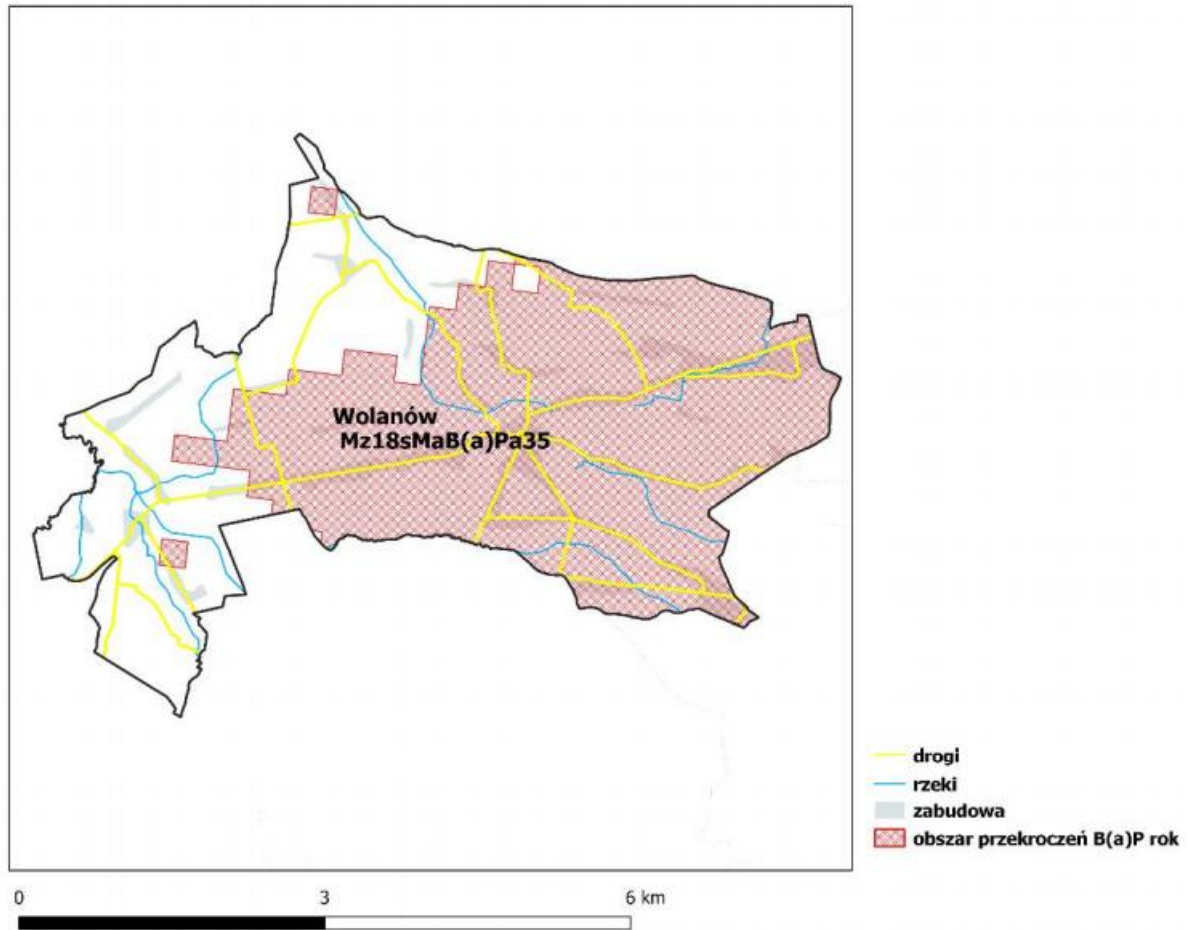 Wolanów
Mz18sMaB(a)Pa35
drogi
rzeki
zabudowa
obszar przekroczeń B(a)P rok
0 3 6 km